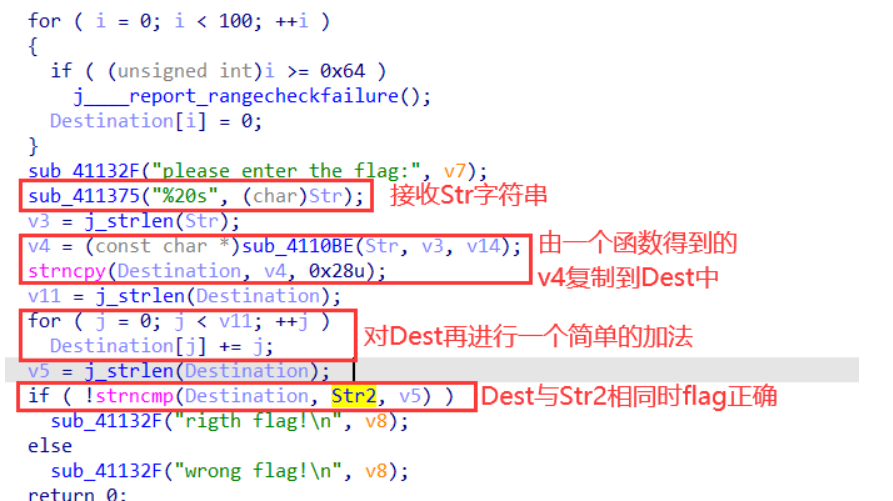 for ( i = 0; i < 100; ++i )
{
if ( (unsigned int)i >= 0x64 )
j____report_rangecheckfailure();
Destination[i] = 0;
}
sub_41132F("please enter the flag:", v7);
sub_411375("%20s", (char)Str); 接收Str字符串
v3 = j_strlen(Str);
v4 = (const char *)sub_4110BE(Str, v3, v14); 由一个函数得到的
strncpy(Destination, v4, 0x28u); v4复制到Dest中
v11 = j_strlen(Destination);
for ( j = 0; j < v11; ++j ) 对Dest再进行一个简单的加法
Destination[j] += j;
v5 = j_strlen(Destination);
if ( !strncmp(Destination, Str2, v5) ) Dest与Str2相同时flag正确
sub_41132F("rigth flag!\n", v8);
else
sub_41132F("wrong flag!\n", v8);
return 0;